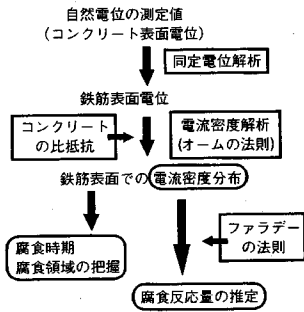 自然電位の測定値
(コンクリート表面電位)
同定電位解析
鉄筋表面電位
コンクリート
の比抵抗
電流密度解析
(オームの法則)
鉄筋表面での電流密度分布
ファラデー
の法則
腐食時期
腐食領域の把握
腐食反応量の推定